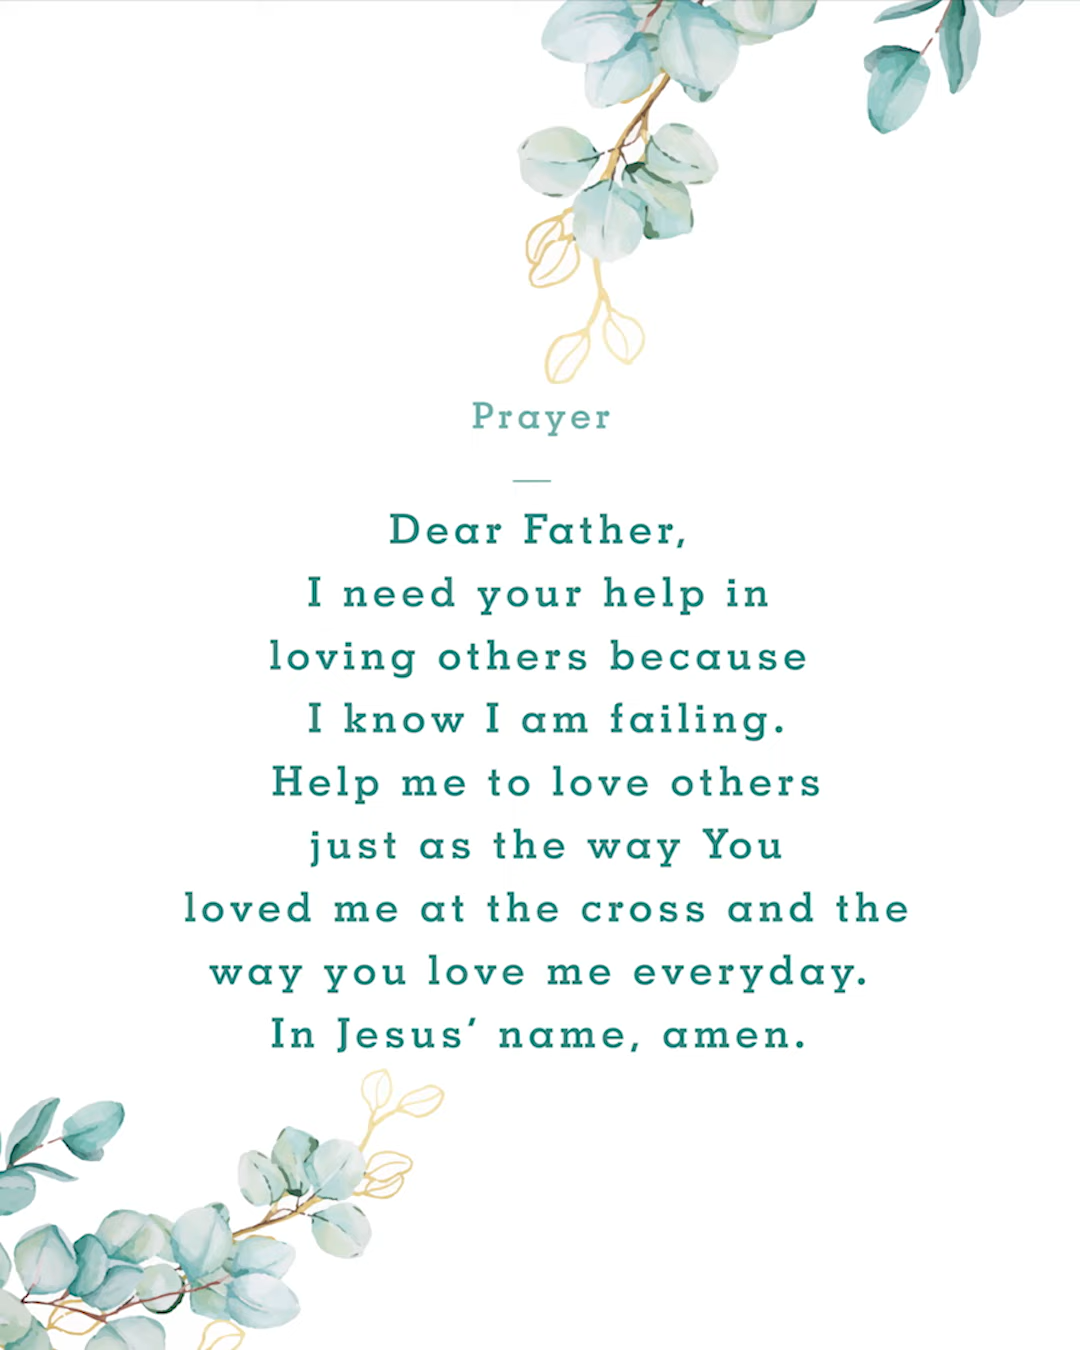 Prayer
Dear Father,
I need your help in
loving others because
I know I am failing.
Help me to love others
just as the way You
loved me at the cross and the
way you love me everyday.
In Jesus’ name, amen.